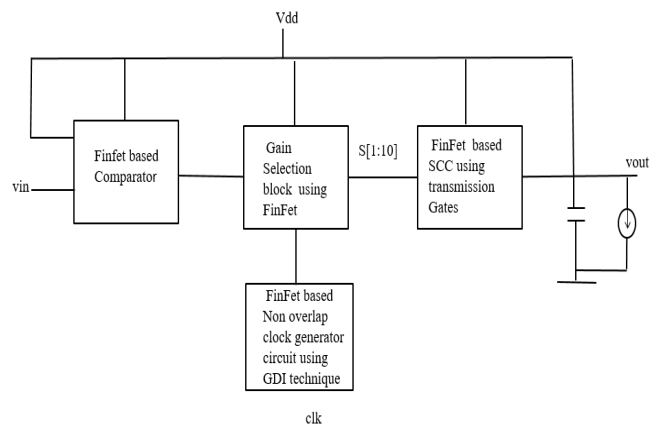 Vdd
Finfet based
Comparator
vin
Gain
Selection
block using
FinFet
S[1:10]
FinFet based
SCC using
transmission
Gates
vout
FinFet based
Non overlap
clock generator
circuit using
GDI technique
clk